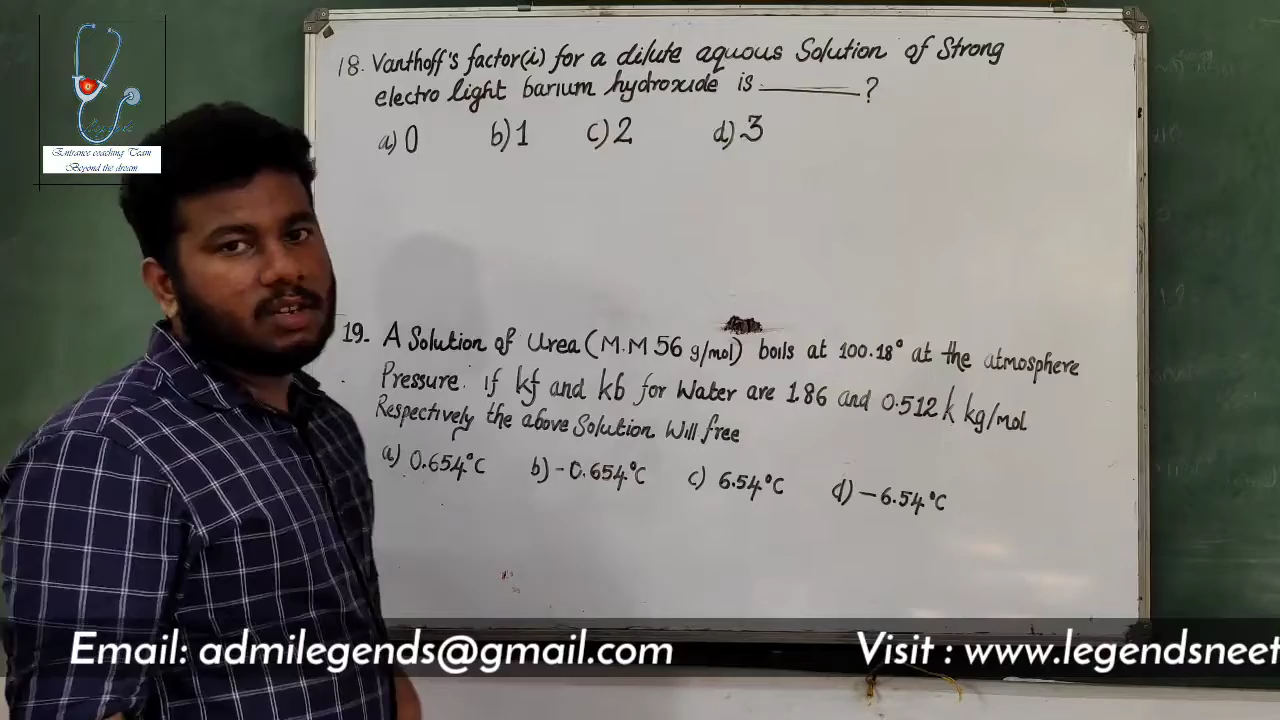 Entrance coaching Team
Beyond the dream
18. Vanthoff's factor(i) for a dilute aquous Solution of Strong
electro light barium hydroxide is ______?
a) 0 b) 1 c) 2 d) 3
19. A Solution of Urea (M.M 56 g/mol) boils at 100.18° at the atmosphere
Pressure. If kf and kb for Water are 1.86 and 0.512 k kg/mol
Respectively the above Solution Will free
a) 0.654°C b) -0.654°C c) 6.54°C d) -6.54°C
Email: admilegends@gmail.com Visit : www.legendsneet